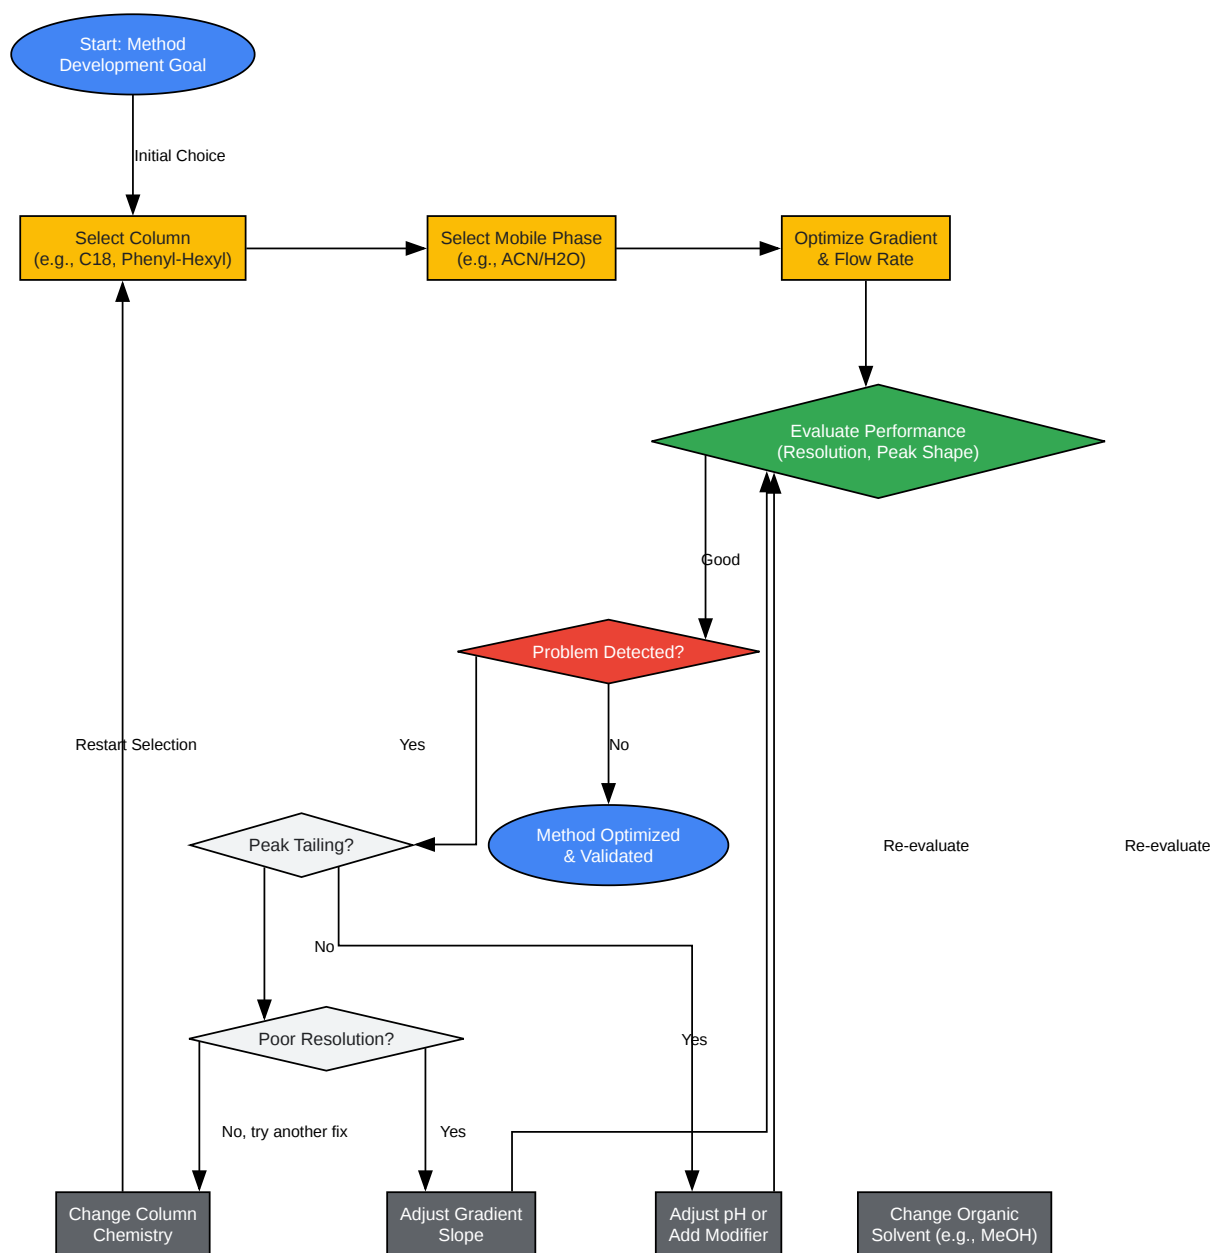 Start: Method
Development Goal
Initial Choice
Select Column
(e.g., C18, Phenyl-Hexyl)
Select Mobile Phase
(e.g., ACN/H2O)
Optimize Gradient
& Flow Rate
Evaluate Performance
(Resolution, Peak Shape)
Good
Problem Detected?
Restart Selection
Yes
No
Peak Tailing?
Method Optimized
& Validated
Re-evaluate
Re-evaluate
No
Poor Resolution?
Yes
No, try another fix
Yes
Change Column
Chemistry
Adjust Gradient
Slope
Adjust pH or
Add Modifier
Change Organic
Solvent (e.g., MeOH)